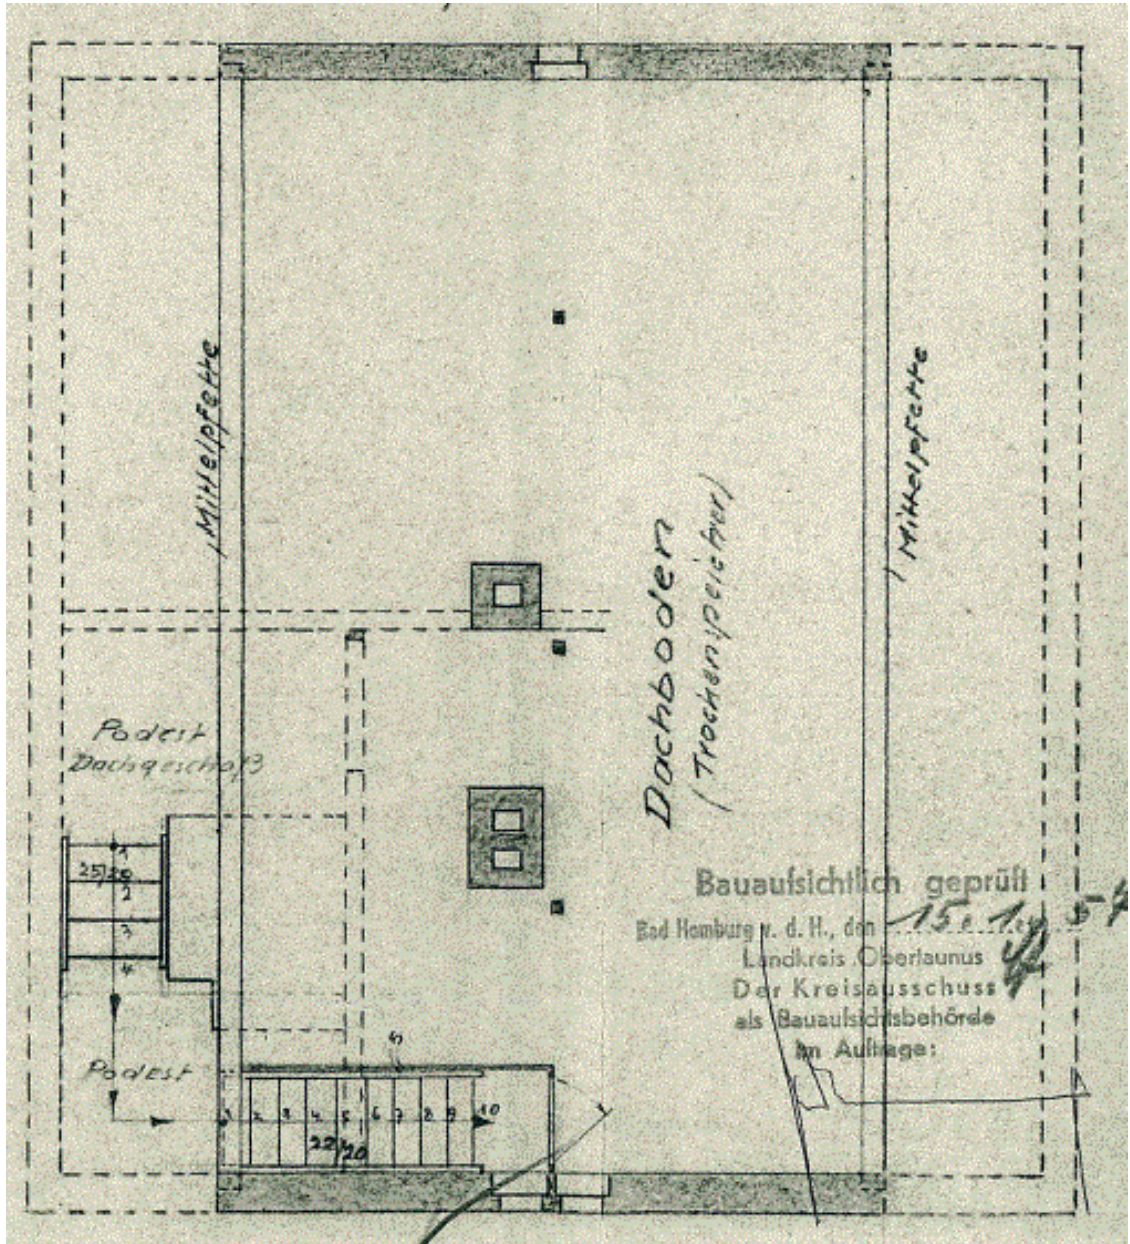 Mittelpfette
Mittelpfette
Dachboden
(Trockenspeicher)
Podest
Dachgeschoß
1
25/20
2
3
4
Podest
5
1 2 3 4 5 6 7 8 9 10
22/20
Bauaufsichtlich geprüft
Bad Homburg v. d. H., den 15.
Landkreis Obertaunus
Der Kreisausschuss
als Bauaufsichtsbehörde
Im Auftrage: